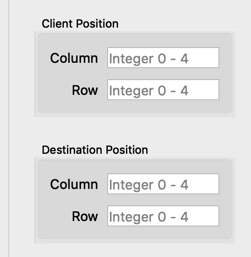 Client Position
Column Integer 0 - 4
Row Integer 0 - 4
Destination Position
Column Integer 0 - 4
Row Integer 0 - 4